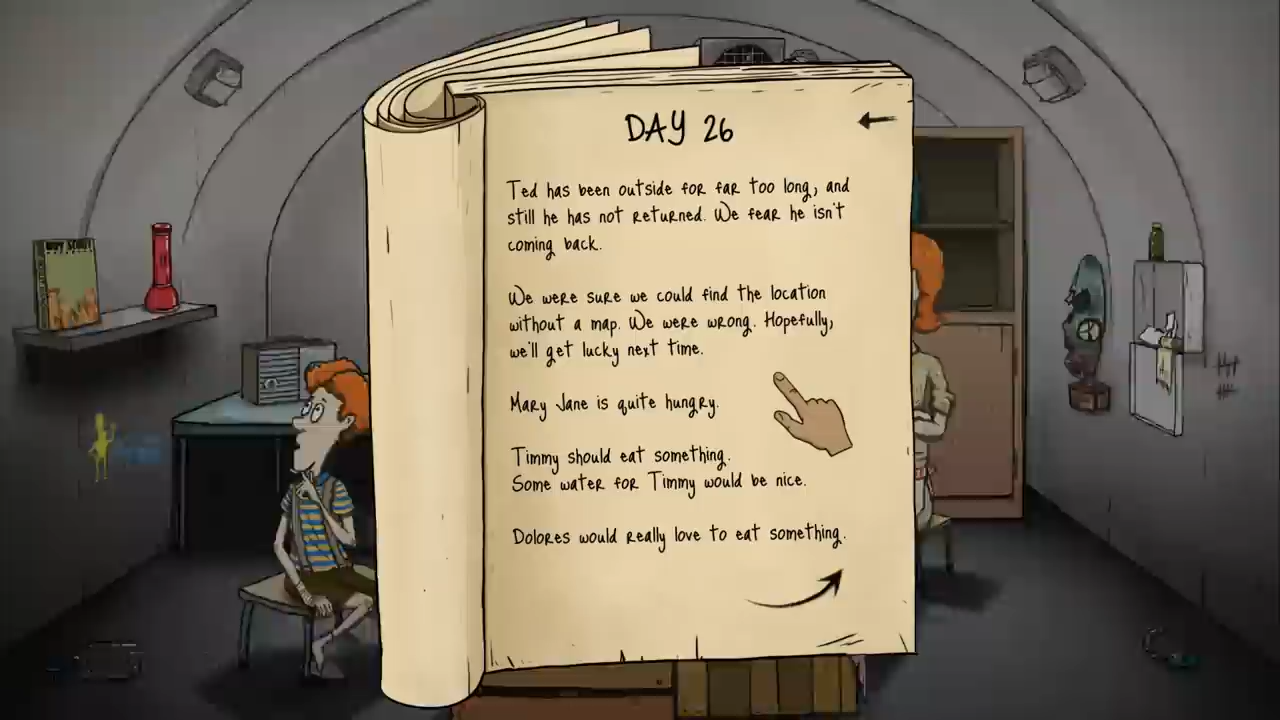 DAY 26
Ted has been outside for far too long, and
still he has not returned. We fear he isn't
coming back.
We were sure we could find the location
without a map. We were wrong. Hopefully,
we'll get lucky next time.
Mary Jane is quite hungry.
Timmy should eat something.
Some water for Timmy would be nice.
Dolores would really love to eat something.